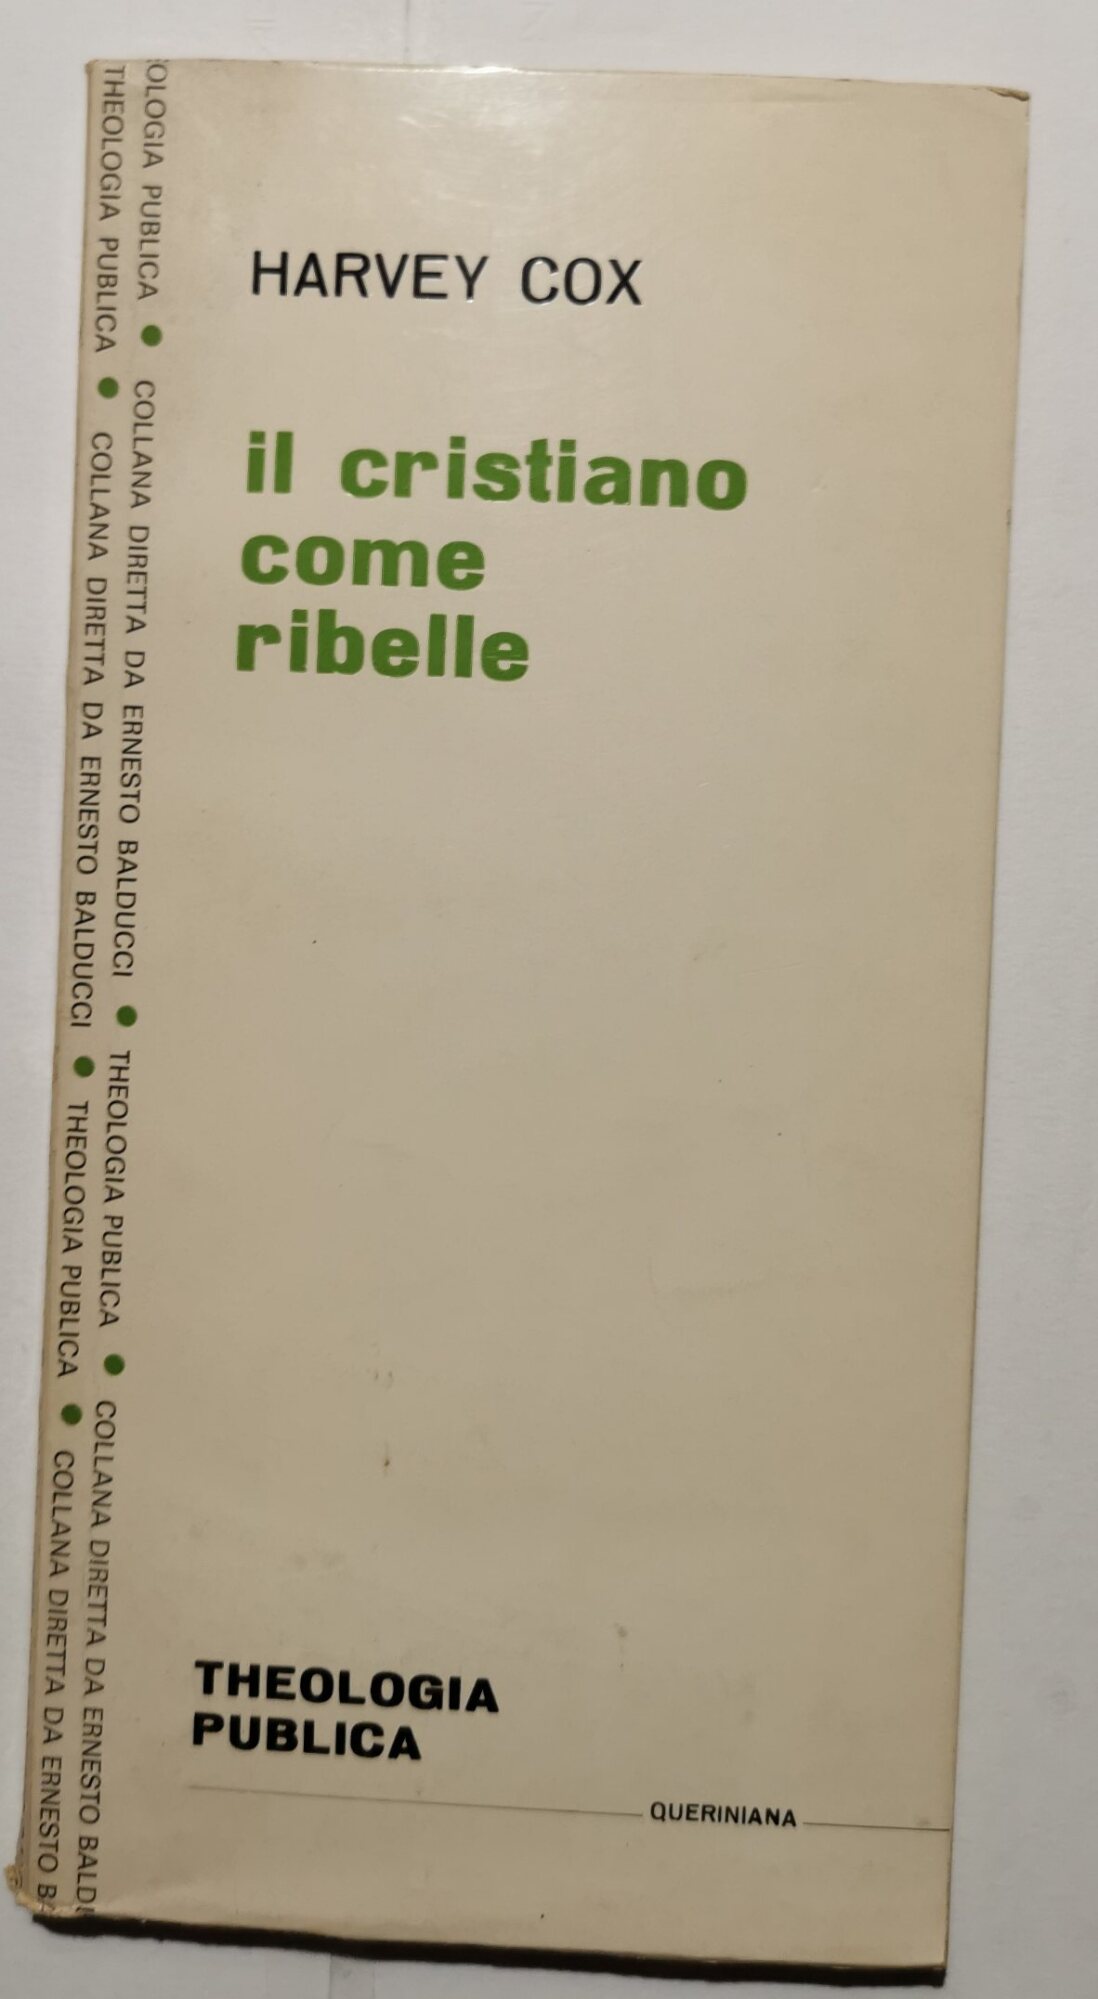 HARVEY COX
il cristiano
come
ribelle
THEOLOGIA
PUBLICA
QUERINIANA
PUBLICA ● COLLANA DIRETTA DA ERNESTO BALDUCCI ● THEOLOGIA PUBLICA ● COLLANA DIRETTA DA ERNESTO
THEOLOGIA PUBLICA ● COLLANA DIRETTA DA ERNESTO BALDUCCI ● THEOLOGIA PUBLICA ● COLLANA DIRETTA DA ERNESTO